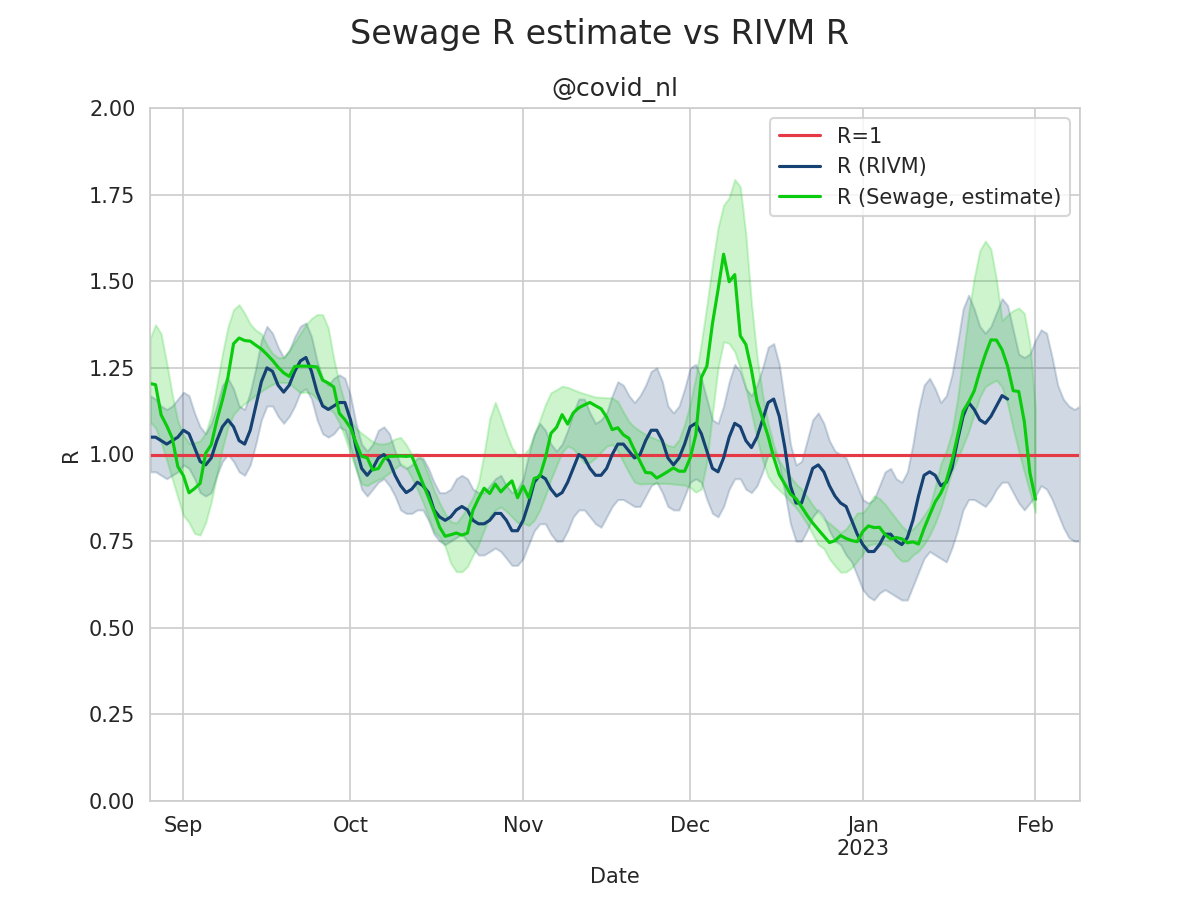 Sewage R estimate vs RIVM R
@covid_nl
R=1
R (RIVM)
R (Sewage, estimate)
2.00
1.75
1.50
1.25
1.00
0.75
0.50
0.25
0.00
R
Sep
Oct
Nov
Dec
Jan
2023
Feb
Date